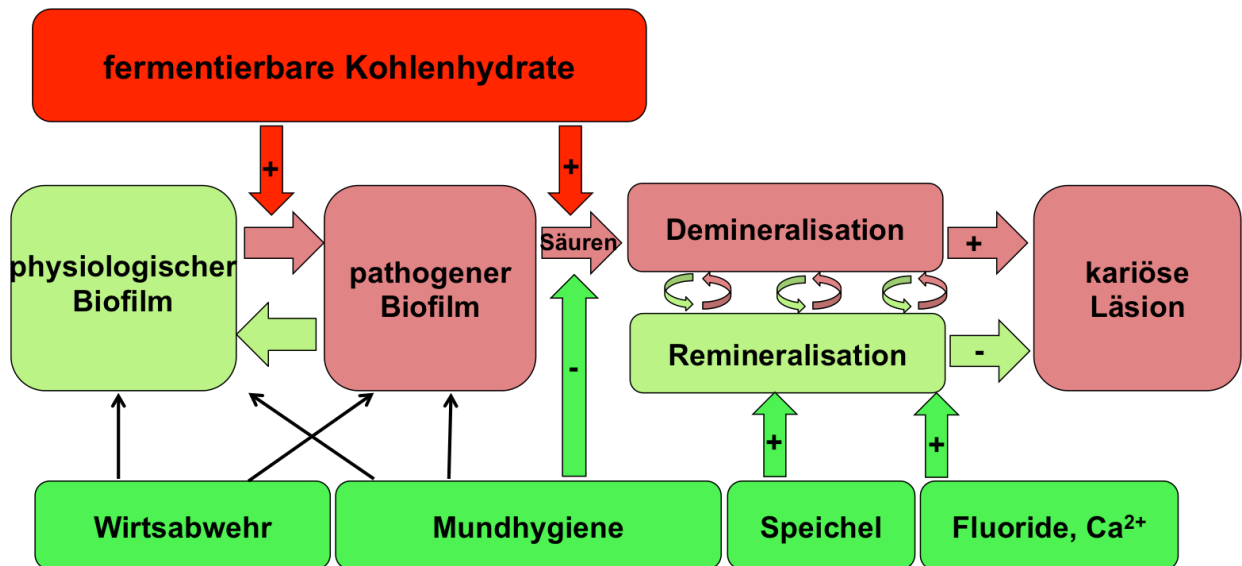 fermentierbare Kohlenhydrate
+
+
physiologischer
Biofilm
pathogener
Biofilm
Säuren
Demineralisation
+
kariöse
Läsion
Remineralisation
-
-
+
+
Wirtsabwehr
Mundhygiene
Speichel
Fluoride, Ca²⁺